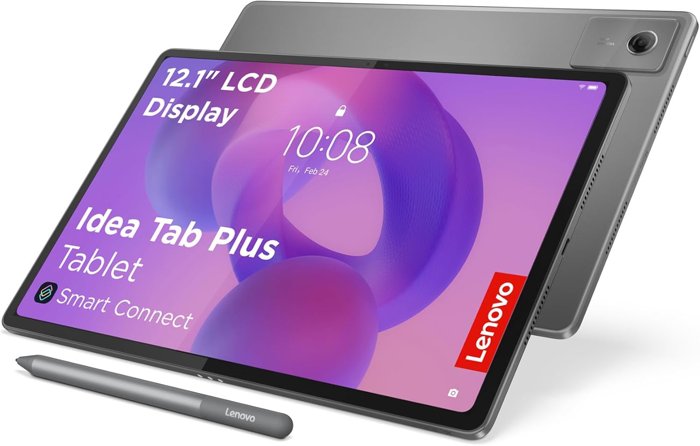 12.1" LCD
Display
10:08
Fri, Feb 24
Idea Tab Plus
Tablet
Smart Connect
Lenovo
Lenovo